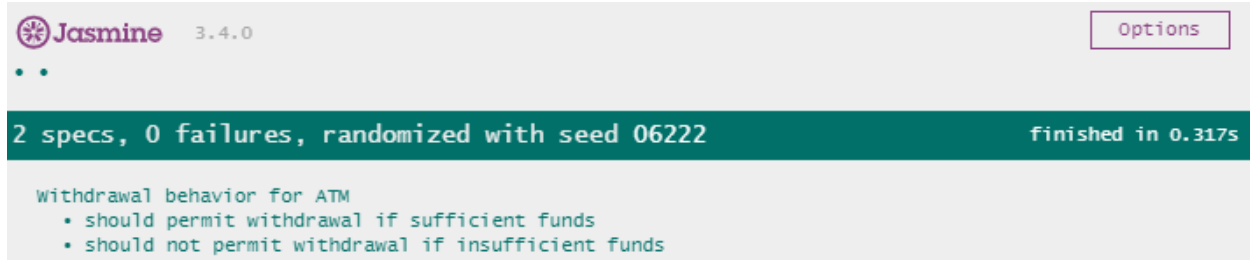 Jasmine 3.4.0 Options
• •
2 specs, 0 failures, randomized with seed 06222 finished in 0.317s
Withdrawal behavior for ATM
• should permit withdrawal if sufficient funds
• should not permit withdrawal if insufficient funds